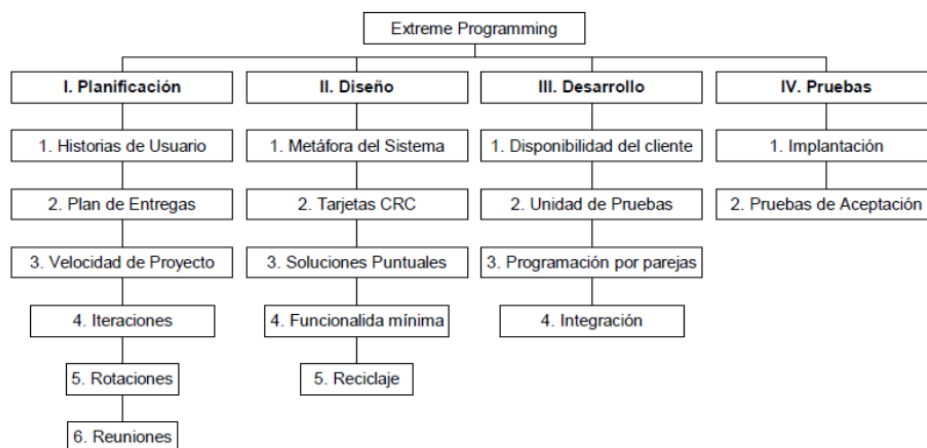 Extreme Programming
I. Planificación
1. Historias de Usuario
2. Plan de Entregas
3. Velocidad de Proyecto
4. Iteraciones
5. Rotaciones
6. Reuniones
II. Diseño
1. Metáfora del Sistema
2. Tarjetas CRC
3. Soluciones Puntuales
4. Funcionalida mínima
5. Reciclaje
III. Desarrollo
1. Disponibilidad del cliente
2. Unidad de Pruebas
3. Programación por parejas
4. Integración
IV. Pruebas
1. Implantación
2. Pruebas de Aceptación